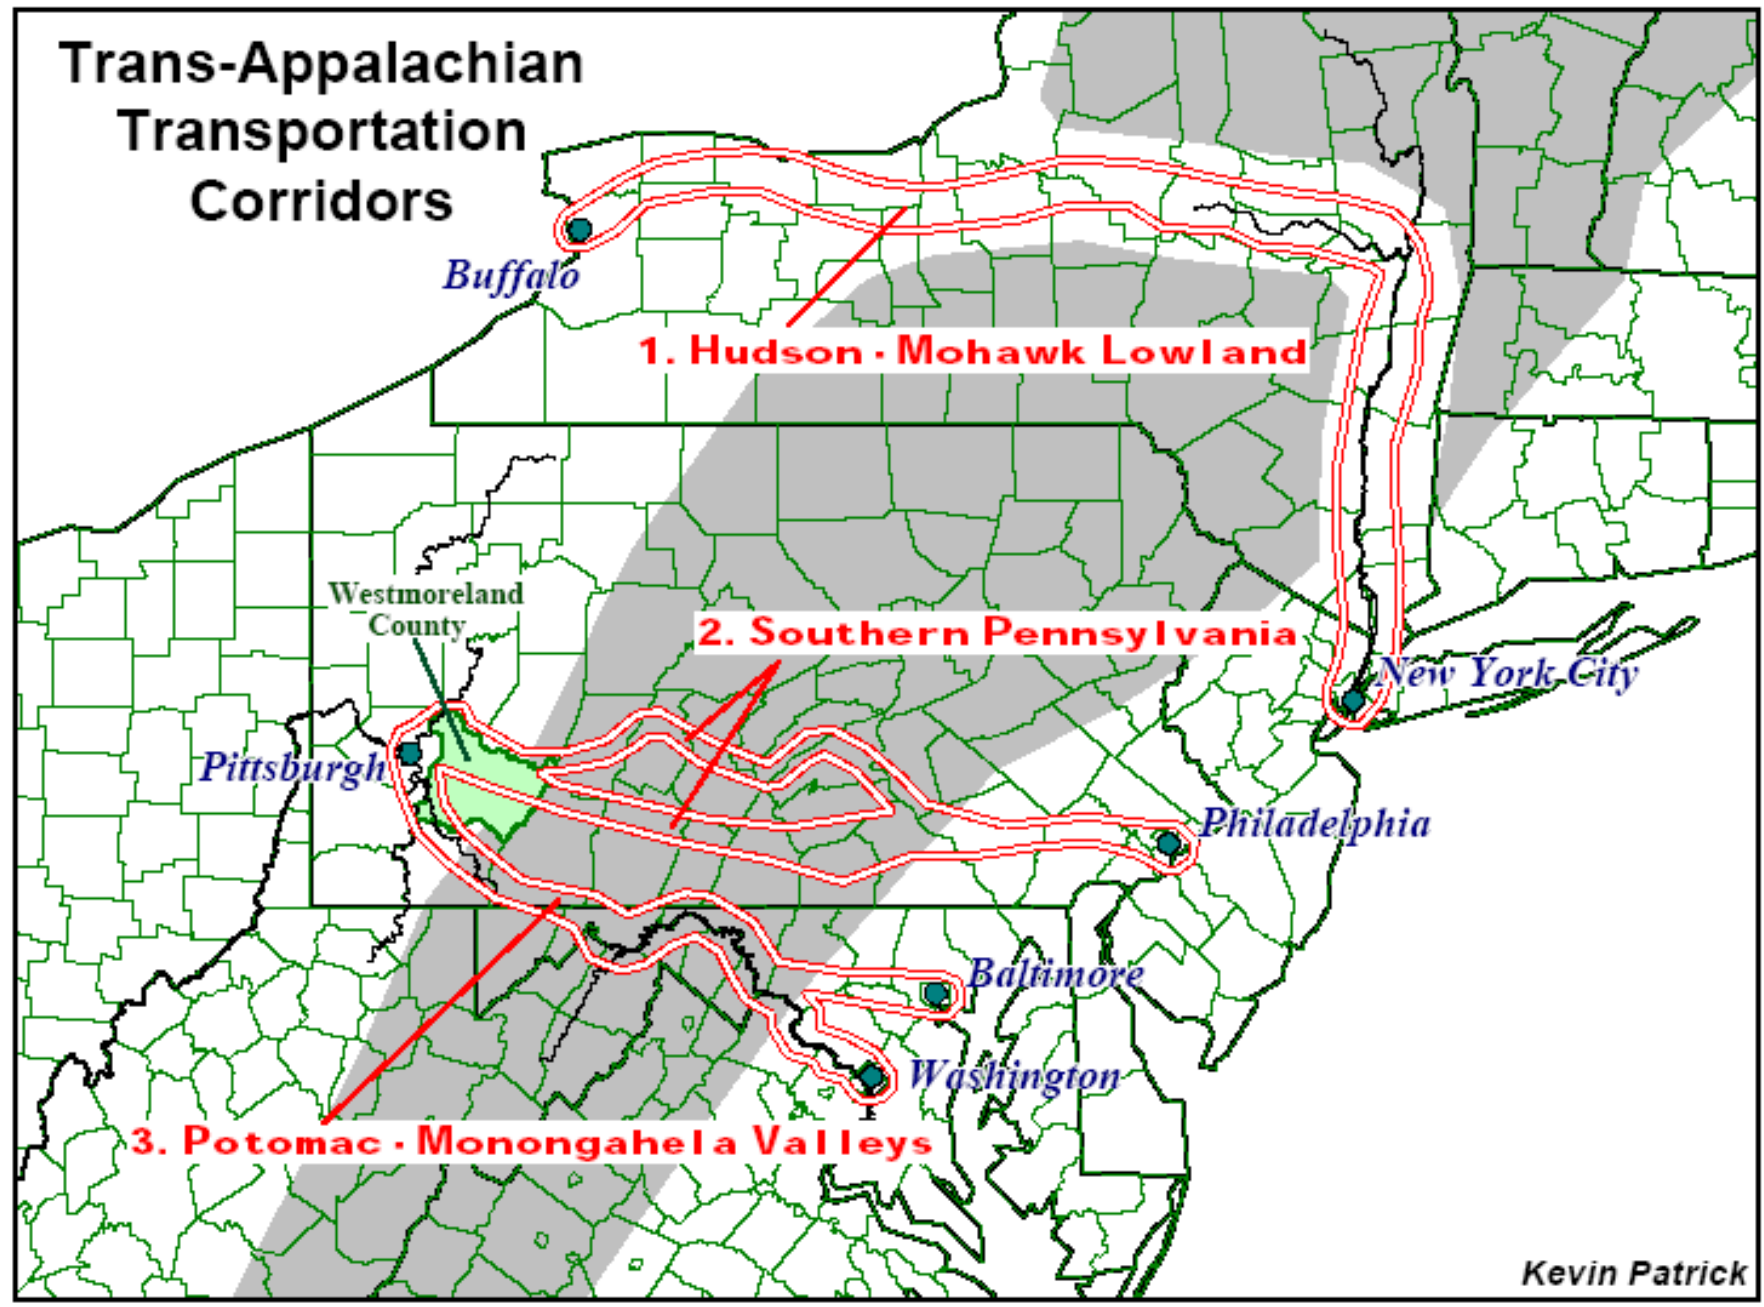 Trans-Appalachian
Transportation
Corridors
Buffalo
1. Hudson - Mohawk Lowland
Westmoreland
County
2. Southern Pennsylvania
New York City
Pittsburgh
Philadelphia
Baltimore
Washington
3. Potomac - Monongahela Valleys
Kevin Patrick